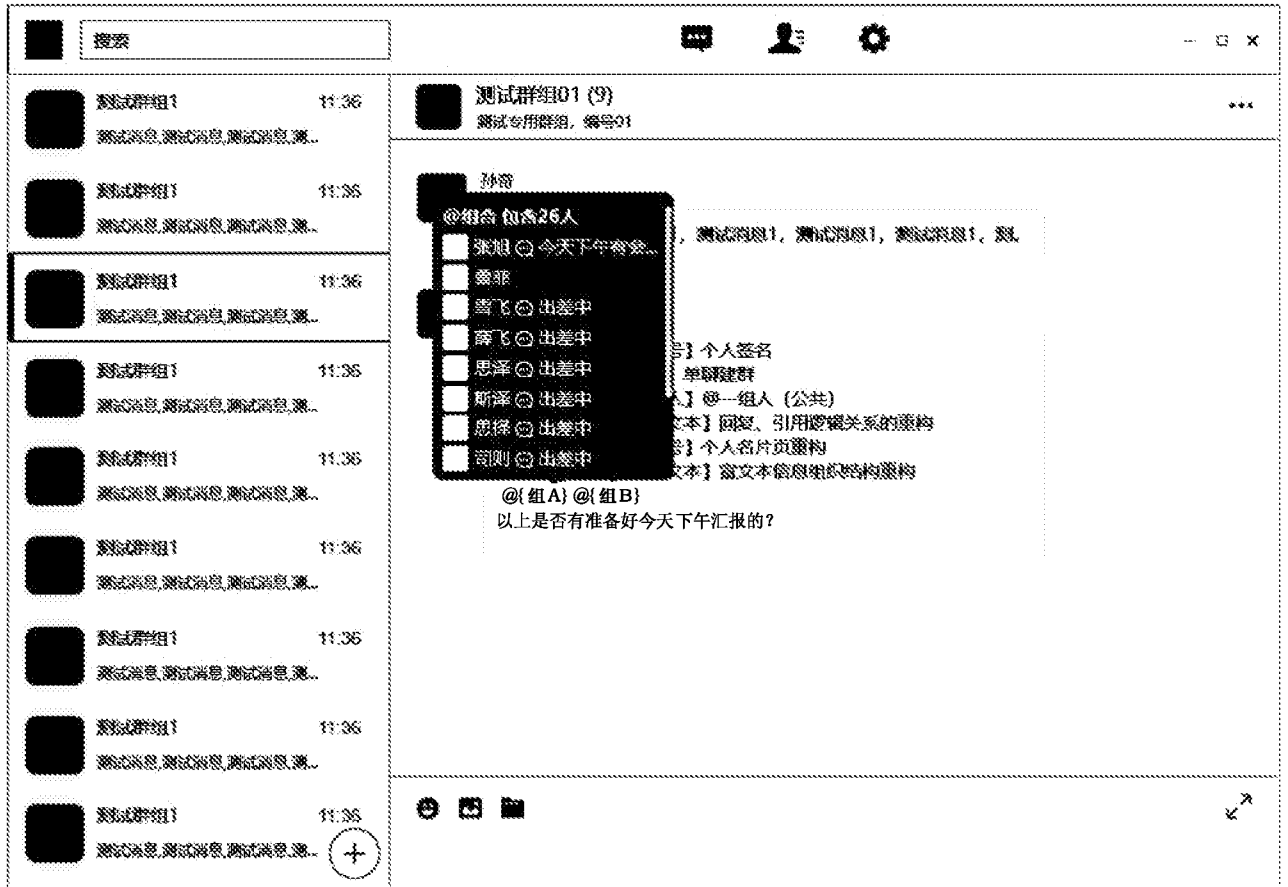 搜索
测试群组1 11:36
测试消息,测试消息,测试消息,测...
测试群组1 11:36
测试消息,测试消息,测试消息,测...
测试群组1 11:36
测试消息,测试消息,测试消息,测...
测试群组1 11:36
测试消息,测试消息,测试消息,测...
测试群组1 11:36
测试消息,测试消息,测试消息,测...
测试群组1 11:36
测试消息,测试消息,测试消息,测...
测试群组1 11:36
测试消息,测试消息,测试消息,测...
测试群组1 11:36
测试消息,测试消息,测试消息,测...
测试群组1 11:36
测试消息,测试消息,测试消息,测...
测试群组01 (9)
测试专用群组，编号01
孙奇
，测试消息1，测试消息1，测试消息1，测.
@组合 包含26人
张旭 今天下午有会...
曼菲
雪飞 出差中
薛飞 出差中
思泽 出差中
斯泽 出差中
思择 出差中
司则 出差中
号】个人签名
单聊建群
人】@一组人（公共）
文本】回复、引用逻辑关系的重构
号】个人名片页重构
文本】富文本信息组织结构重构
@{组A} @{组B}
以上是否有准备好今天下午汇报的?